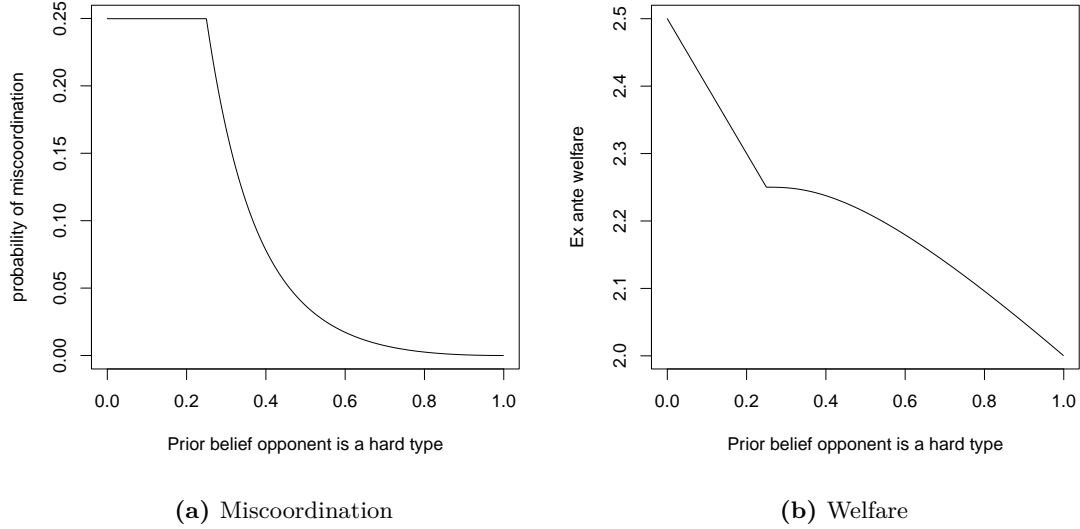 probability of miscoordination
0.25
0.20
0.15
0.10
0.05
0.00
0.0 0.2 0.4 0.6 0.8 1.0
Prior belief opponent is a hard type
(a) Miscoordination
Ex ante welfare
2.5
2.4
2.3
2.2
2.1
2.0
0.0 0.2 0.4 0.6 0.8 1.0
Prior belief opponent is a hard type
(b) Welfare